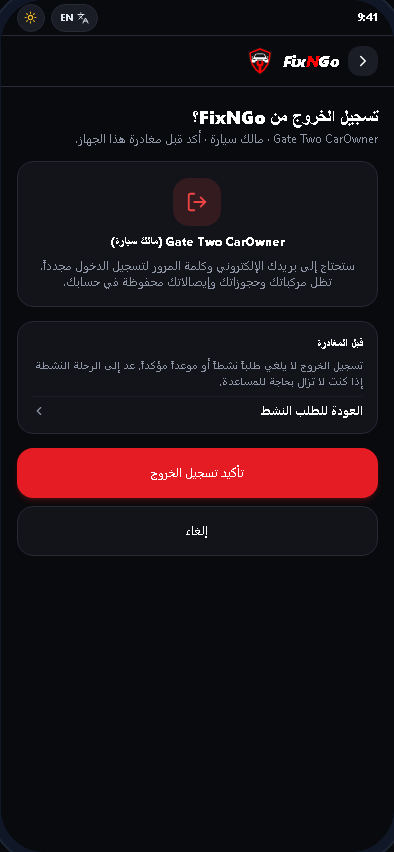 9:41
EN
FixNGo
تسجيل الخروج من FixNGo؟
Gate Two CarOwner · مالك سيارة · أكد قبل مغادرة هذا الجهاز.
Gate Two CarOwner (مالك سيارة)
ستحتاج إلى بريدك الإلكتروني وكلمة المرور لتسجيل الدخول مجدداً.
تظل مركباتك وحجوزاتك وإيصالاتك محفوظة في حسابك.
قبل المغادرة
تسجيل الخروج لا يلغي طلباً نشطاً أو موعداً مؤكداً. عد إلى الرحلة النشطة
إذا كنت لا تزال بحاجة للمساعدة.
العودة للطلب النشط
تأكيد تسجيل الخروج
إلغاء